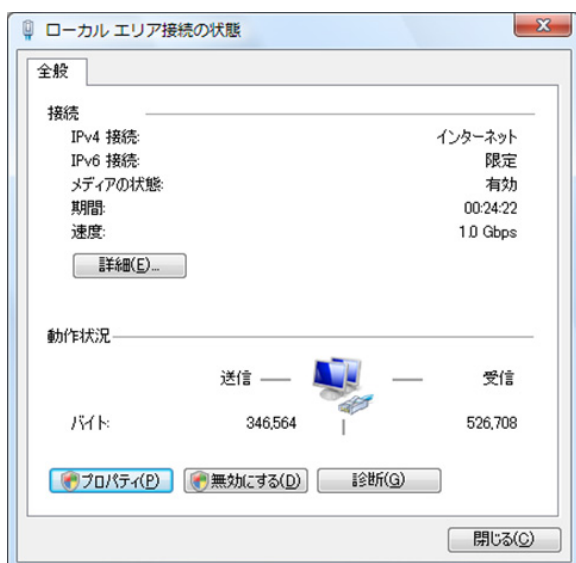 ローカル エリア接続の状態
全般
接続
IPv4 接続: インターネット
IPv6 接続: 限定
メディアの状態: 有効
期間: 00:24:22
速度: 1.0 Gbps
詳細(E)...
動作状況
送信 受信
バイト: 346,564 526,708
プロパティ(P) 無効にする(D) 診断(G)
閉じる(C)